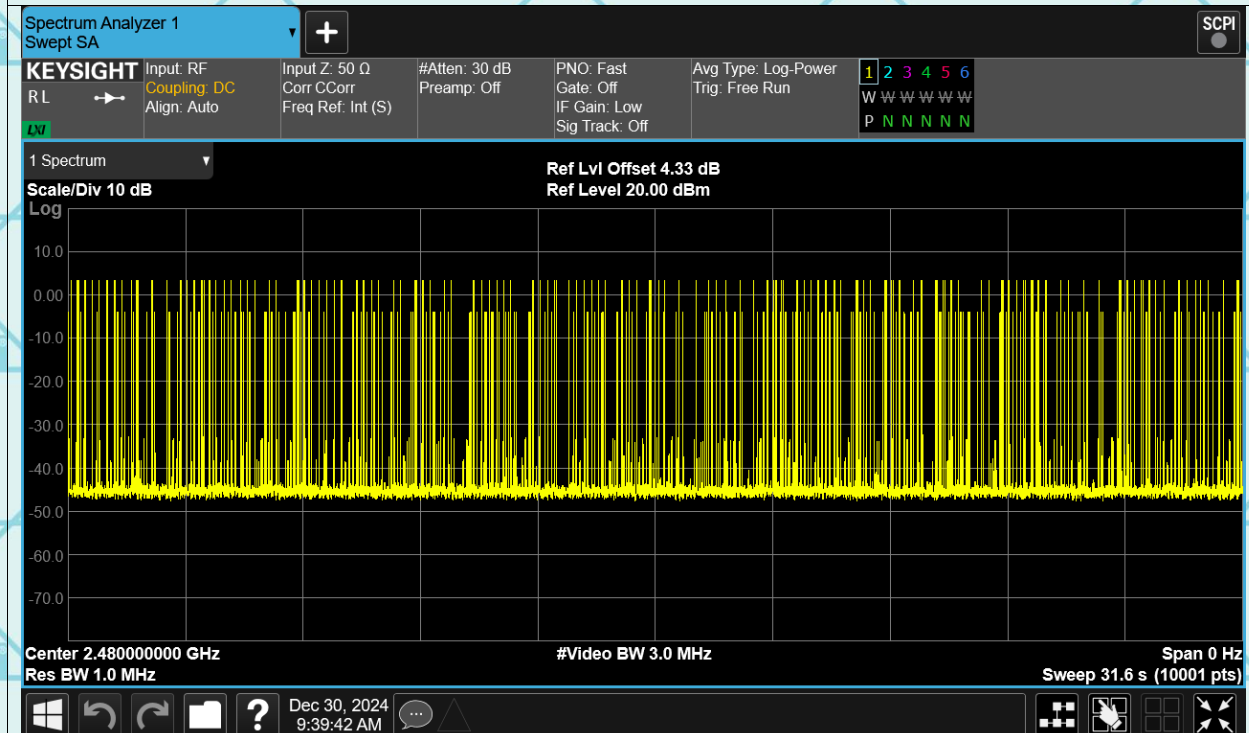 Spectrum Analyzer 1
Swept SA
+
SCPI
KEYSIGHT
R L
LXI
Input: RF
Coupling: DC
Align: Auto
Input Z: 50 Ω
Corr CCorr
Freq Ref: Int (S)
#Atten: 30 dB
Preamp: Off
PNO: Fast
Gate: Off
IF Gain: Low
Sig Track: Off
Avg Type: Log-Power
Trig: Free Run
1 2 3 4 5 6
W W W W W W
P N N N N N
1 Spectrum
Scale/Div 10 dB
Ref Lvl Offset 4.33 dB
Ref Level 20.00 dBm
Log
10.0
0.00
-10.0
-20.0
-30.0
-40.0
-50.0
-60.0
-70.0
Center 2.480000000 GHz
#Video BW 3.0 MHz
Span 0 Hz
Res BW 1.0 MHz
Sweep 31.6 s (10001 pts)
?
Dec 30, 2024
9:39:42 AM